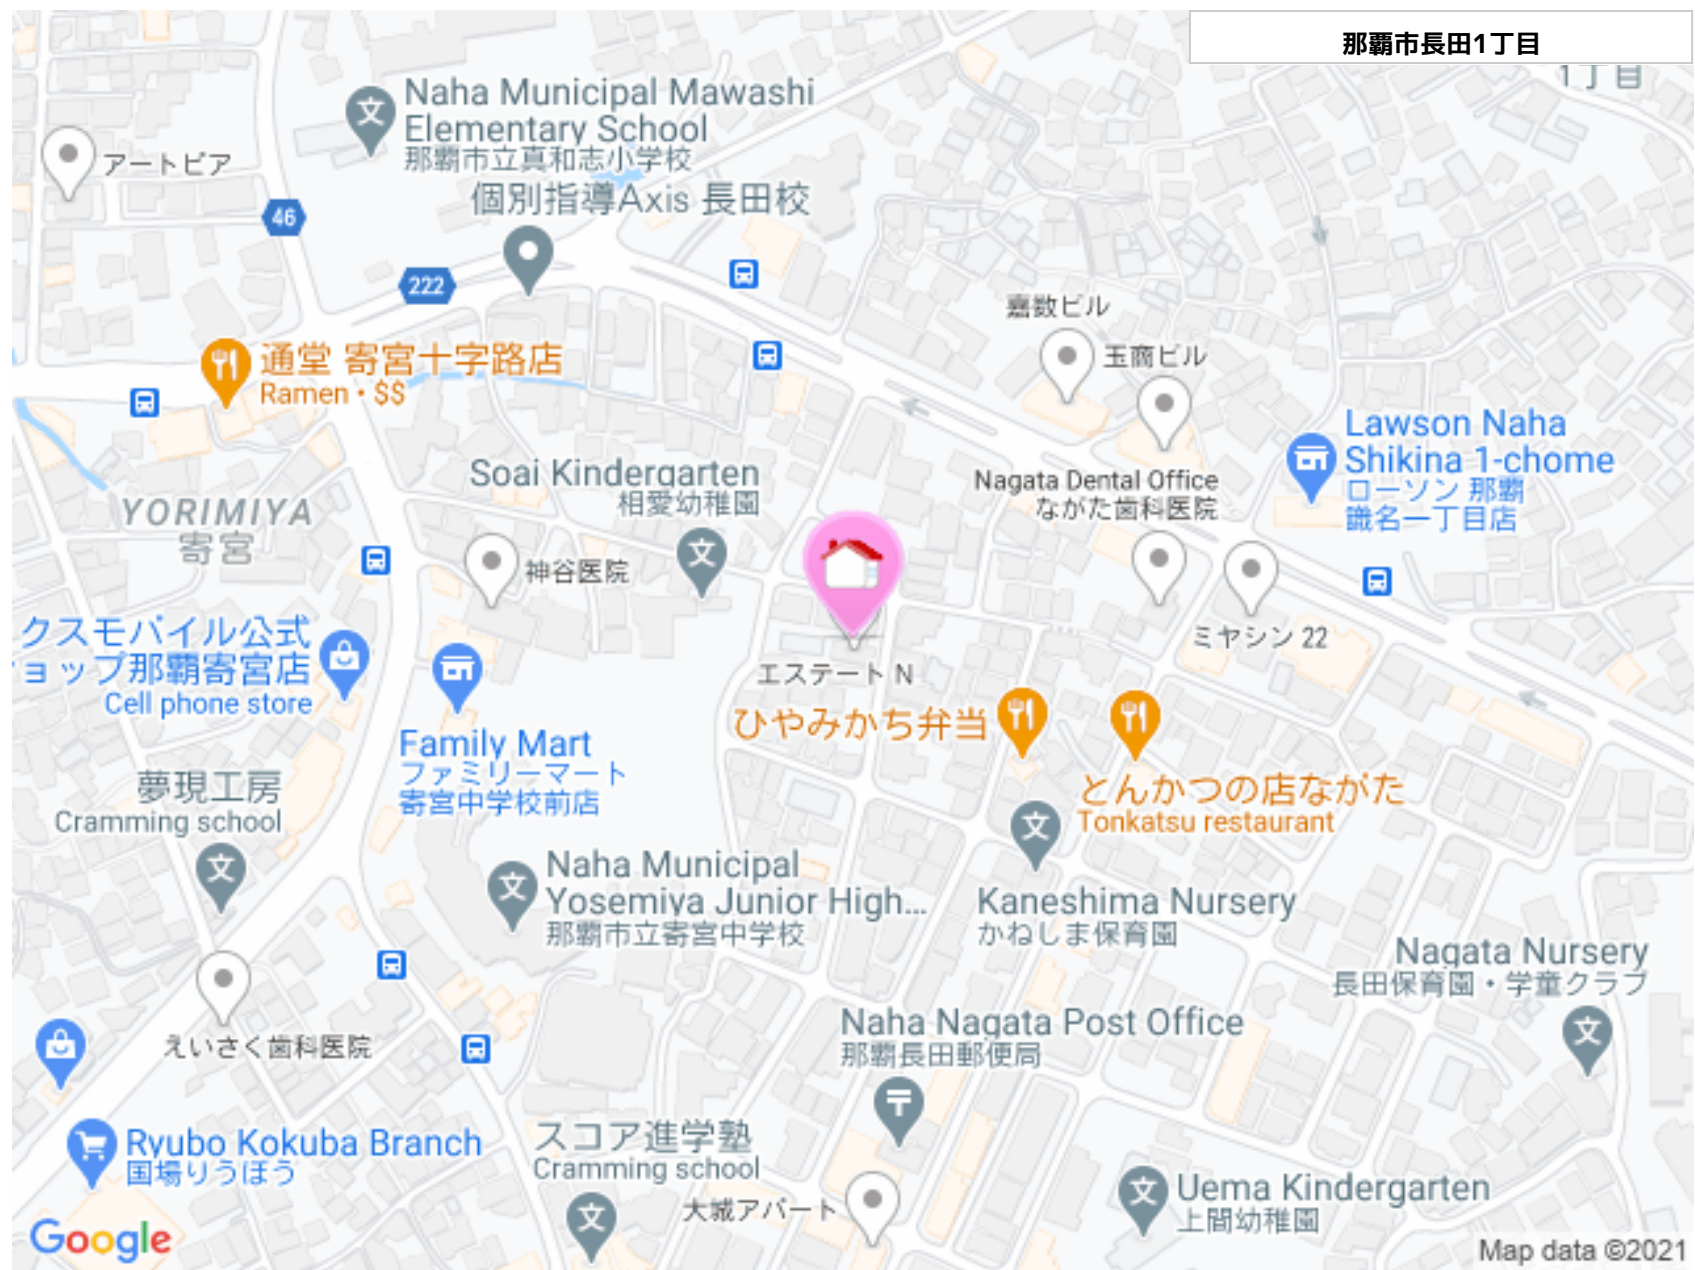 那覇市長田1丁目
1丁目
Naha Municipal Mawashi
Elementary School
那覇市立真和志小学校
アートピア
個別指導Axis 長田校
46
222
嘉数ビル
通堂 寄宮十字路店
Ramen・$$
玉商ビル
Lawson Naha
Shikina 1-chome
ローソン 那覇
識名一丁目店
Soai Kindergarten
相愛幼稚園
Nagata Dental Office
ながた歯科医院
YORIMIYA
寄宮
神谷医院
クスモバイル公式
ョップ那覇寄宮店
Cell phone store
ミヤシン 22
エステート N
ひやみかち弁当
Family Mart
ファミリーマート
寄宮中学校前店
夢現工房
Cramming school
とんかつの店ながた
Tonkatsu restaurant
Naha Municipal
Yosemiya Junior High...
那覇市立寄宮中学校
Kaneshima Nursery
かねしま保育園
Nagata Nursery
長田保育園・学童クラブ
えいさく歯科医院
Naha Nagata Post Office
那覇長田郵便局
Ryubo Kokuba Branch
国場りうぼう
スコア進学塾
Cramming school
大城アパート
Uema Kindergarten
上間幼稚園
Google
Map data ©2021